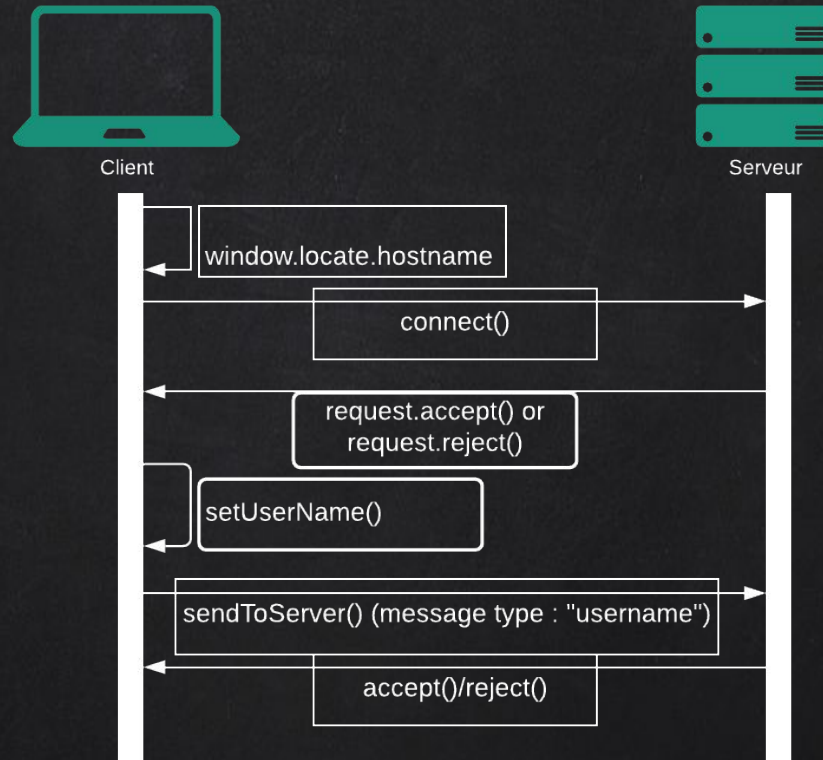 Client
Serveur
window.locate.hostname
connect()
request.accept() or
request.reject()
setUserName()
sendToServer() (message type : "username")
accept()/reject()